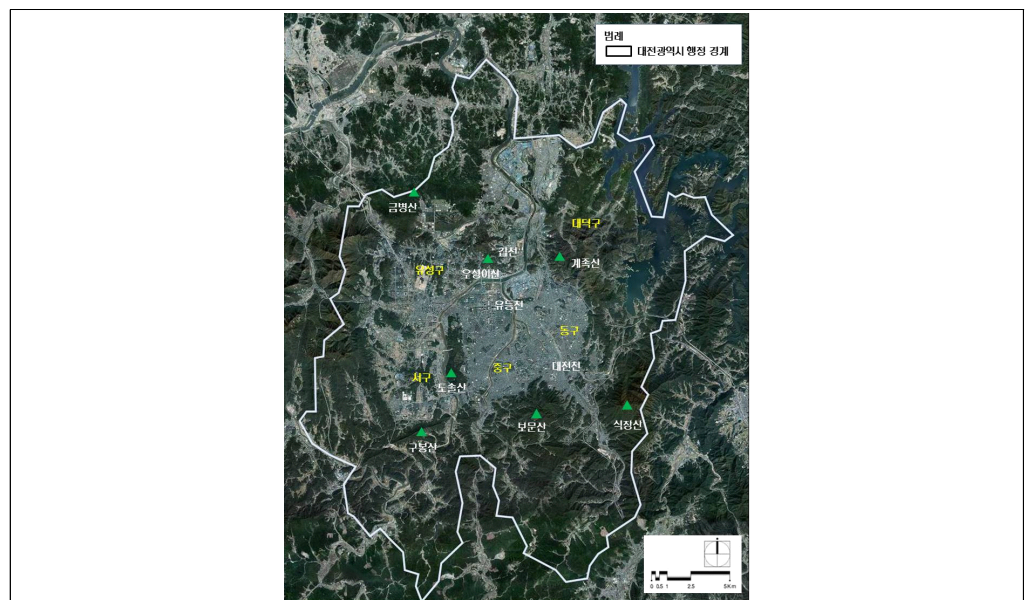 범례
대전광역시 행정 경계
금병산
대덕구
갑천
계족산
유성구
우성이산
유등천
동구
대전천
중구
서구
도솔산
보문산
식장산
구봉산
0 0.5 1 2.5 5Km